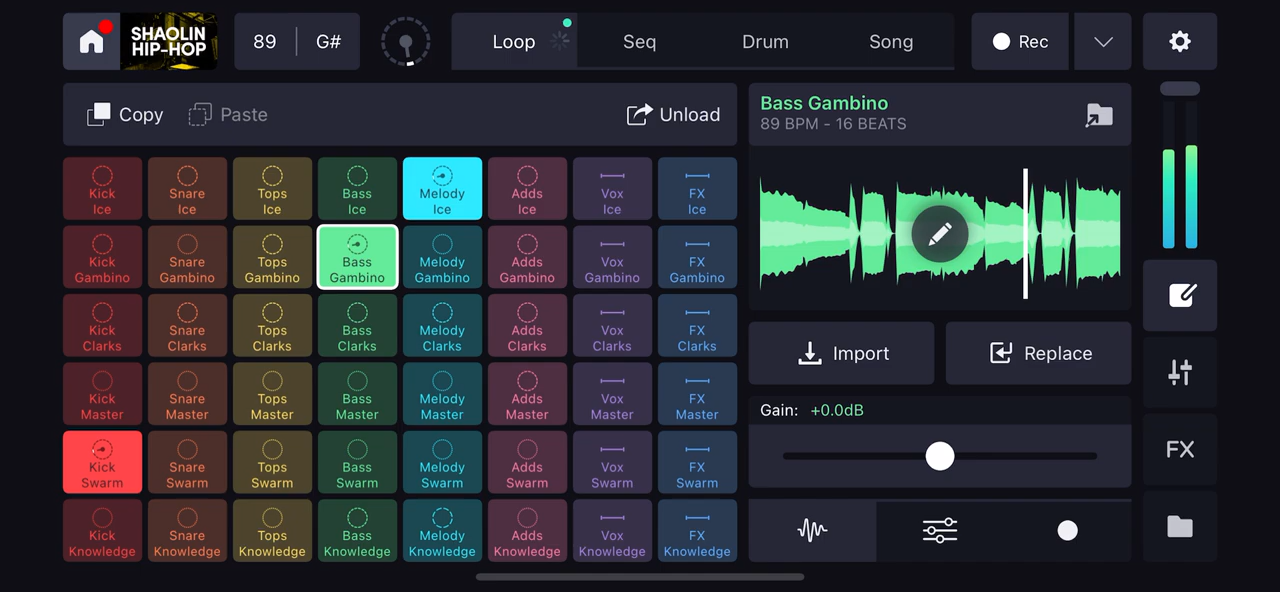 SHAOLIN
HIP-HOP
89
G#
Loop
Seq
Drum
Song
Rec
Copy
Paste
Unload
Bass Gambino
89 BPM - 16 BEATS
Kick
Ice
Snare
Ice
Tops
Ice
Bass
Ice
Melody
Ice
Adds
Ice
Vox
Ice
FX
Ice
Kick
Gambino
Snare
Gambino
Tops
Gambino
Bass
Gambino
Melody
Gambino
Adds
Gambino
Vox
Gambino
FX
Gambino
Kick
Clarks
Snare
Clarks
Tops
Clarks
Bass
Clarks
Melody
Clarks
Adds
Clarks
Vox
Clarks
FX
Clarks
Kick
Master
Snare
Master
Tops
Master
Bass
Master
Melody
Master
Adds
Master
Vox
Master
FX
Master
Kick
Swarm
Snare
Swarm
Tops
Swarm
Bass
Swarm
Melody
Swarm
Adds
Swarm
Vox
Swarm
FX
Swarm
Kick
Knowledge
Snare
Knowledge
Tops
Knowledge
Bass
Knowledge
Melody
Knowledge
Adds
Knowledge
Vox
Knowledge
FX
Knowledge
Import
Replace
Gain: +0.0dB
FX